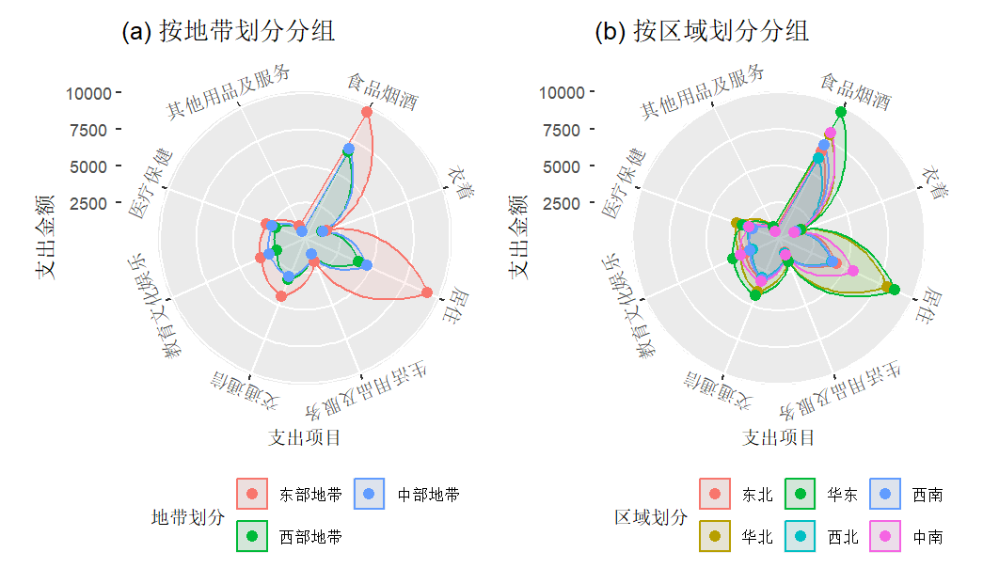 (a) 按地带划分分组
支出金额
10000
7500
5000
2500
食品烟酒
衣着
居住
生活用品及服务
交通通信
教育文化娱乐
医疗保健
其他用品及服务
支出项目
地带划分
东部地带
中部地带
西部地带
(b) 按区域划分分组
支出金额
10000
7500
5000
2500
食品烟酒
衣着
居住
生活用品及服务
交通通信
教育文化娱乐
医疗保健
其他用品及服务
支出项目
区域划分
东北
华东
西南
华北
西北
中南